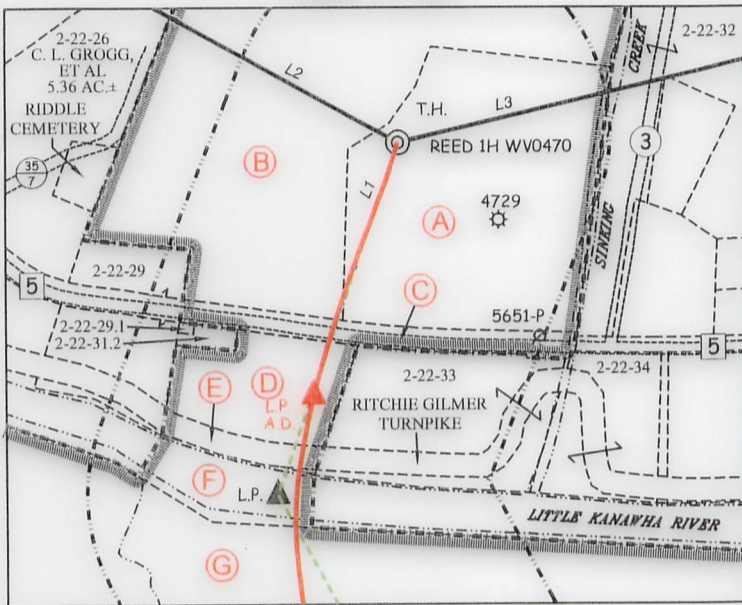 2-22-26
C. L. GROGG,
ET AL
5.36 AC.±
RIDDLE
CEMETERY
35
7
L2
T.H.
L3
2-22-32
CREEK
3
REED 1H WV0470
B
L1
4729
A
SINKING
2-22-29
5
C
5651-P
5
2-22-29.1
2-22-31.2
E
D
L.P.
A.D.
2-22-33
2-22-34
RITCHIE GILMER
TURNPIKE
F
L.P.
LITTLE KANAWHA RIVER
G